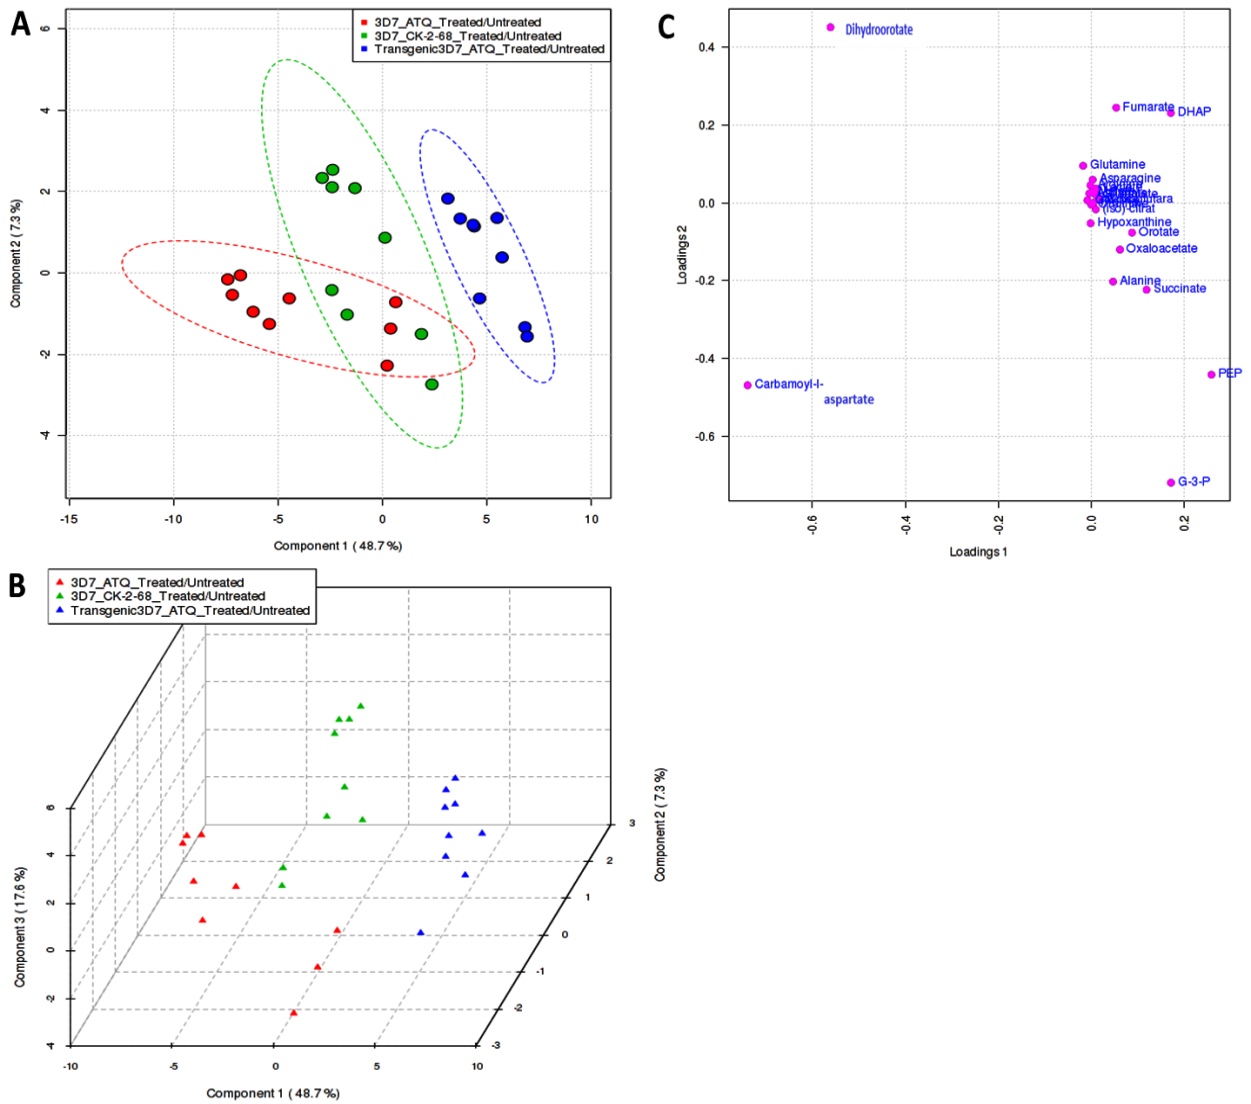 A
3D7_ATQ_Treated/Untreated
3D7_CK-2-68_Treated/Untreated
Transgenic3D7_ATQ_Treated/Untreated
6
4
2
0
-2
-4
Component 2 ( 7.3 %)
-15
-10
-5
0
5
10
Component 1 ( 48.7 %)
C
Dihydroorotate
Fumarate
DHAP
Glutamine
Asparagine
(iso)-citrat
Hypoxanthine
Orotate
Oxaloacetate
Alanine
Succinate
Carbamoyl-l-
aspartate
PEP
G-3-P
0.4
0.2
0.0
-0.2
-0.4
-0.6
Loadings 2
-0.6
-0.4
-0.2
0.0
0.2
Loadings 1
B
3D7_ATQ_Treated/Untreated
3D7_CK-2-68_Treated/Untreated
Transgenic3D7_ATQ_Treated/Untreated
6
4
2
0
-2
4
Component 3 ( 17.6 %)
3
2
1
0
-1
-2
-3
Component 2 ( 7.3 %)
-10
-5
0
5
10
Component 1 ( 48.7 %)